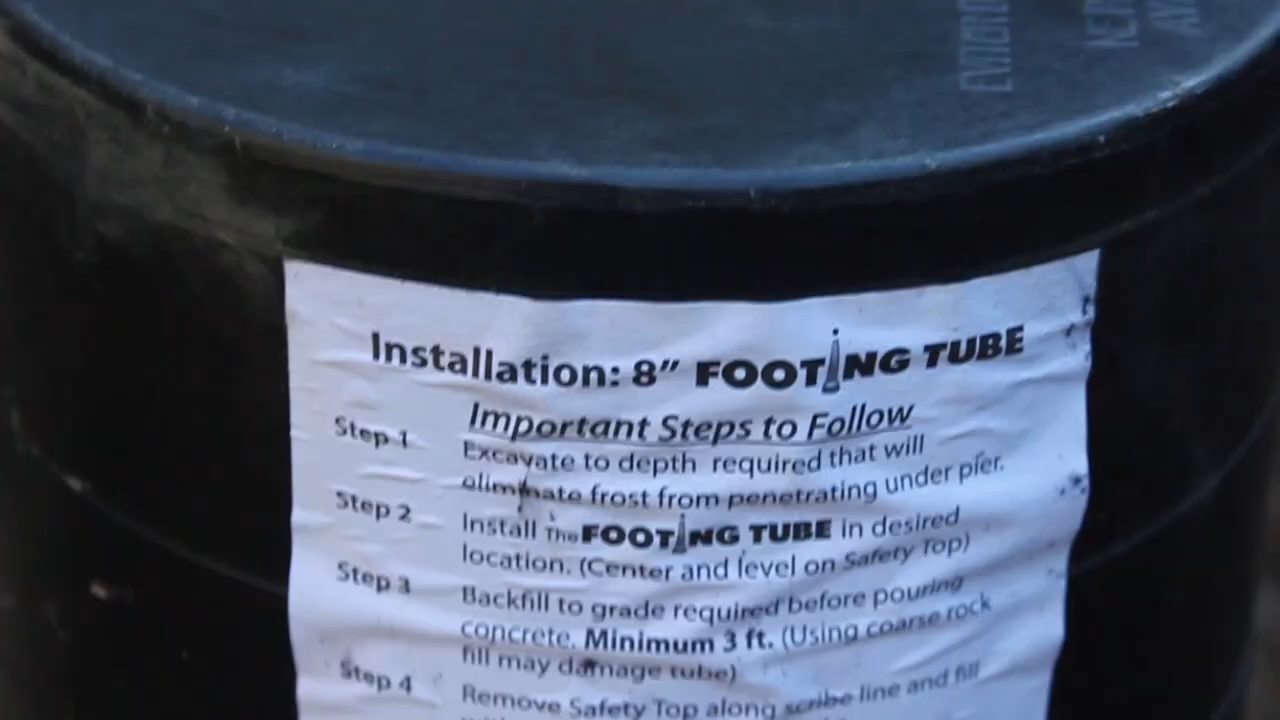 Installation: 8" FOOTING TUBE
Important Steps to Follow
Step 1 Excavate to depth required that will
eliminate frost from penetrating under pier.
Step 2 Install The FOOTING TUBE in desired
location. (Center and level on Safety Top)
Step 3 Backfill to grade required before pouring
concrete. Minimum 3 ft. (Using coarse rock
fill may damage tube)
Step 4 Remove Safety Top along scribe line and fill